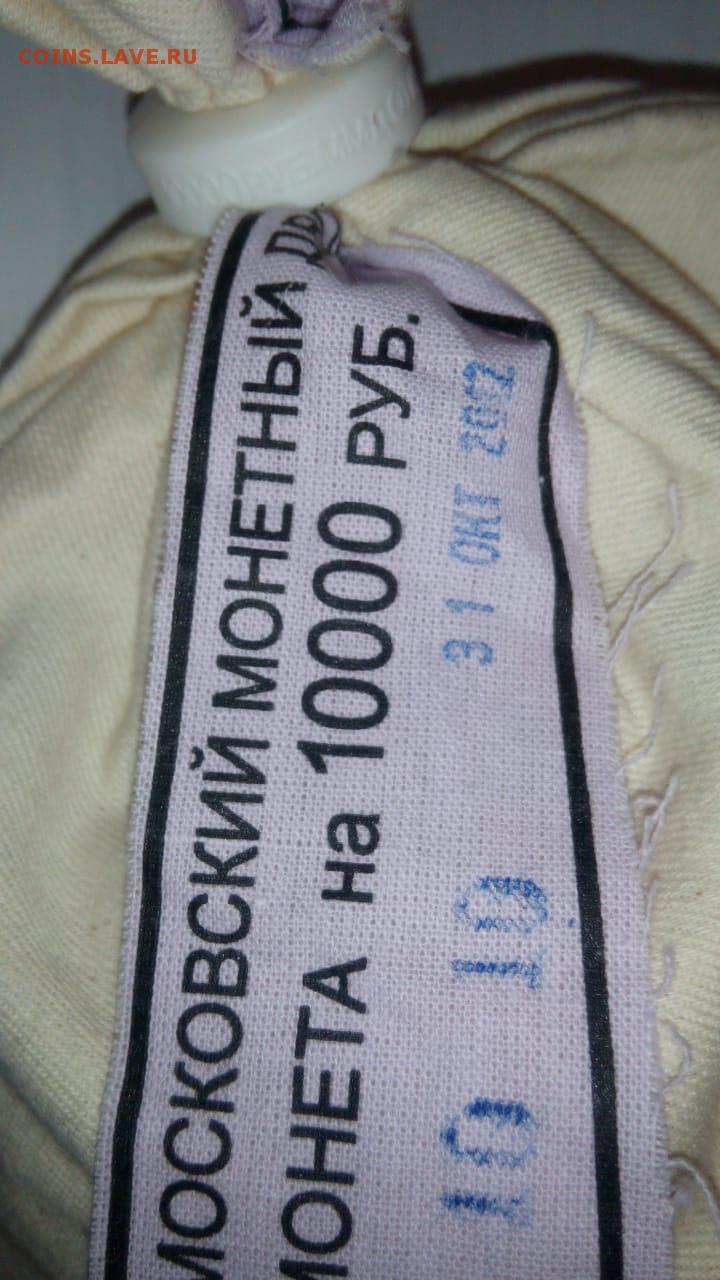 COINS.LAVE.RU
МОСКОВСКИЙ МОНЕТНЫЙ
МОНЕТА на 10000 РУБ.
10 10 31 ОКТ 2012